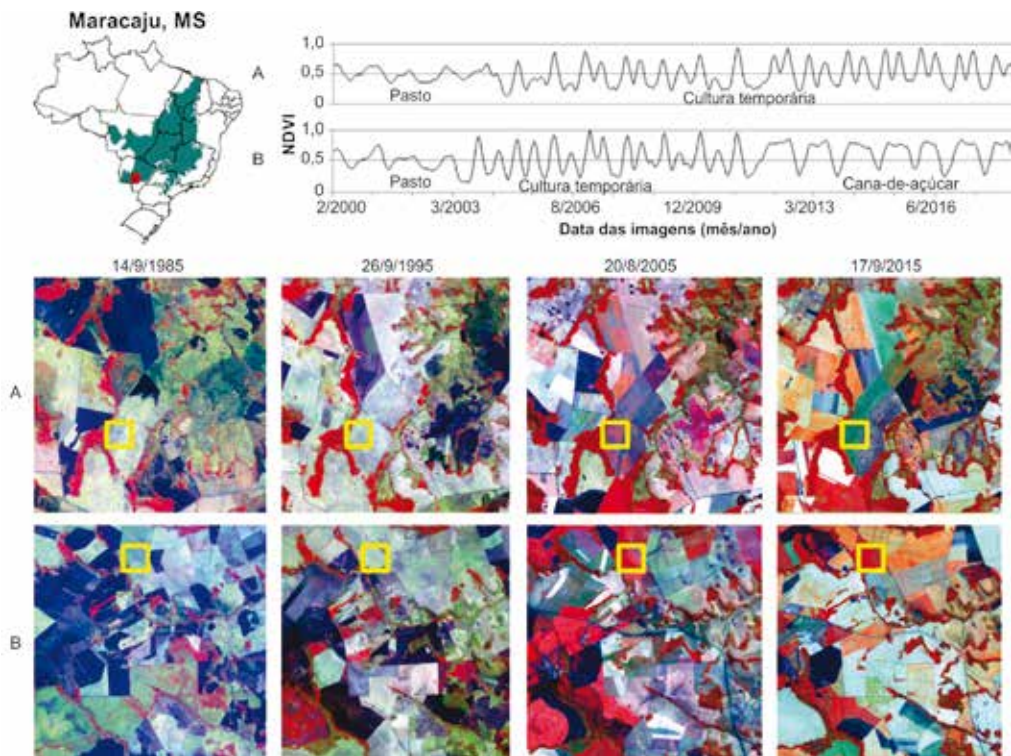 Maracaju, MS
A
1,0
0,5
0
Pasto
Cultura temporária
NDVI
B
1,0
0,5
0
Pasto
Cultura temporária
Cana-de-açúcar
2/2000
3/2003
8/2006
12/2009
3/2013
6/2016
Data das imagens (mês/ano)
14/9/1985
26/9/1995
20/8/2005
17/9/2015
A
B